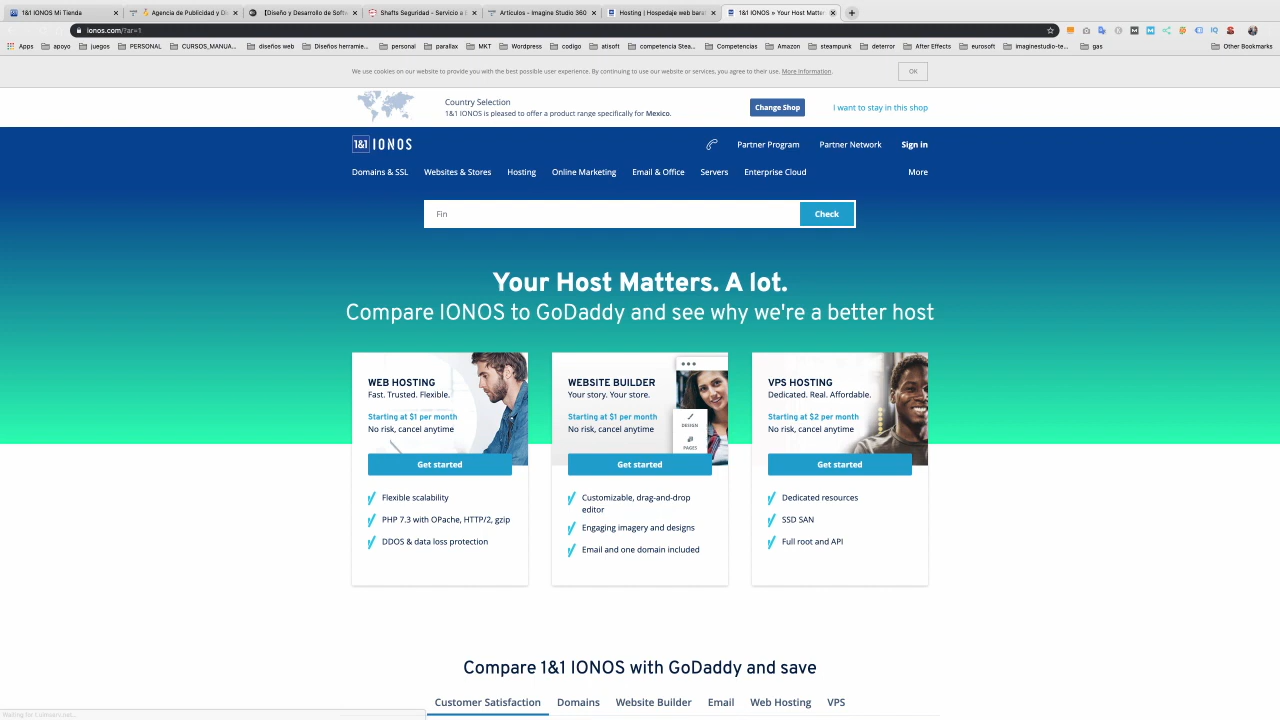 1&1 IONOS Mi Tienda
Agencia de Publicidad y Di
[Diseño y Desarrollo de Softw
Shafts Seguridad - Servicio a
Artículos - Imagine Studio 360
Hosting | Hospedaje web bara
1&1 IONOS » Your Host Matter
ionos.com/?ar=1
Apps
apoyo
juegos
PERSONAL
CURSOS_MANUA...
diseños web
Diseños herramie...
personal
parallax
MKT
Wordpress
codigo
atisoft
competencia Stea...
Competencias
Amazon
steampunk
deterror
After Effects
eurosoft
imaginestudio-te...
gas
Other Bookmarks
We use cookies on our website to provide you with the best possible user experience. By continuing to use our website or services, you agree to their use. More Information.
OK
Country Selection
1&1 IONOS is pleased to offer a product range specifically for Mexico.
Change Shop
I want to stay in this shop
1&1 IONOS
Partner Program
Partner Network
Sign in
Domains & SSL
Websites & Stores
Hosting
Online Marketing
Email & Office
Servers
Enterprise Cloud
More
Fin
Check
Your Host Matters. A lot.
Compare IONOS to GoDaddy and see why we're a better host
WEB HOSTING
Fast. Trusted. Flexible.
Starting at $1 per month
No risk, cancel anytime
Get started
Flexible scalability
PHP 7.3 with OPache, HTTP/2, gzip
DDOS & data loss protection
WEBSITE BUILDER
Your story. Your store.
Starting at $1 per month
No risk, cancel anytime
DESIGN
PAGES
Get started
Customizable, drag-and-drop
editor
Engaging imagery and designs
Email and one domain included
VPS HOSTING
Dedicated. Real. Affordable.
Starting at $2 per month
No risk, cancel anytime
Get started
Dedicated resources
SSD SAN
Full root and API
Compare 1&1 IONOS with GoDaddy and save
Customer Satisfaction
Domains
Website Builder
Email
Web Hosting
VPS